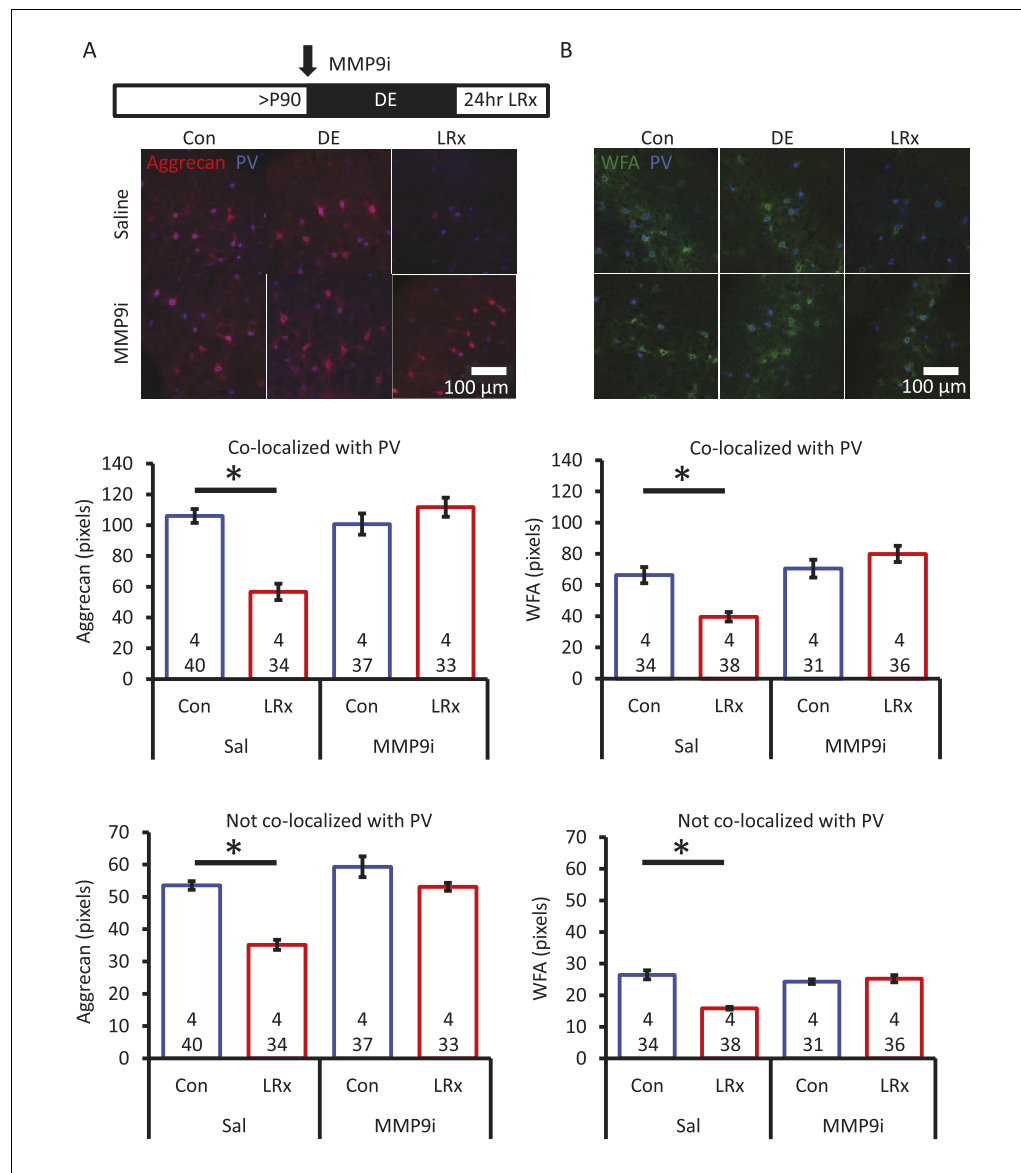 A
MMP9i
>P90 DE 24hr LRx
Con DE LRx
Aggrecan PV
Saline
MMP9i
100 µm
B
Con DE LRx
WFA PV
100 µm
Co-localized with PV
Aggrecan (pixels)
140
120
100
80
60
40
20
0
*
4 4 4 4
40 34 37 33
Con LRx Con LRx
Sal MMP9i
Co-localized with PV
WFA (pixels)
140
120
100
80
60
40
20
0
*
4 4 4 4
34 38 31 36
Con LRx Con LRx
Sal MMP9i
Not co-localized with PV
Aggrecan (pixels)
70
60
50
40
30
20
10
0
*
4 4 4 4
40 34 37 33
Con LRx Con LRx
Sal MMP9i
Not co-localized with PV
WFA (pixels)
70
60
50
40
30
20
10
0
*
4 4 4 4
34 38 31 36
Con LRx Con LRx
Sal MMP9i